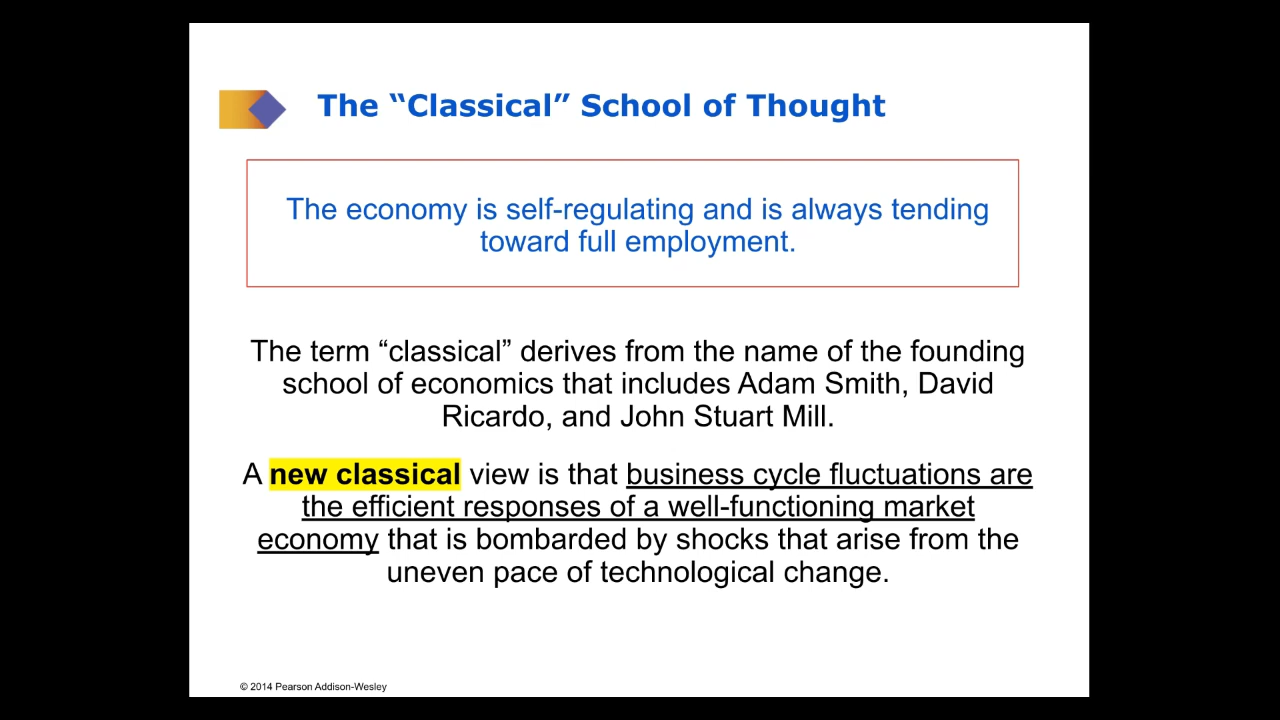 The “Classical” School of Thought
The economy is self-regulating and is always tending
toward full employment.
The term “classical” derives from the name of the founding
school of economics that includes Adam Smith, David
Ricardo, and John Stuart Mill.
A new classical view is that business cycle fluctuations are
the efficient responses of a well-functioning market
economy that is bombarded by shocks that arise from the
uneven pace of technological change.
© 2014 Pearson Addison-Wesley